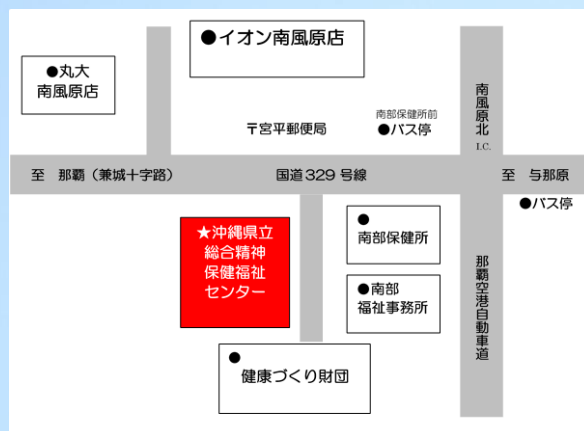 ●イオン南風原店
●丸大
南風原店
南風原北
I.C.
南部保健所前
●バス停
〒宮平郵便局
至 那覇（兼城十字路）
国道329号線
至 与那原
●バス停
★沖縄県立
総合精神
保健福祉
センター
●
南部保健所
●南部
福祉事務所
那覇空港自動車道
●
健康づくり財団